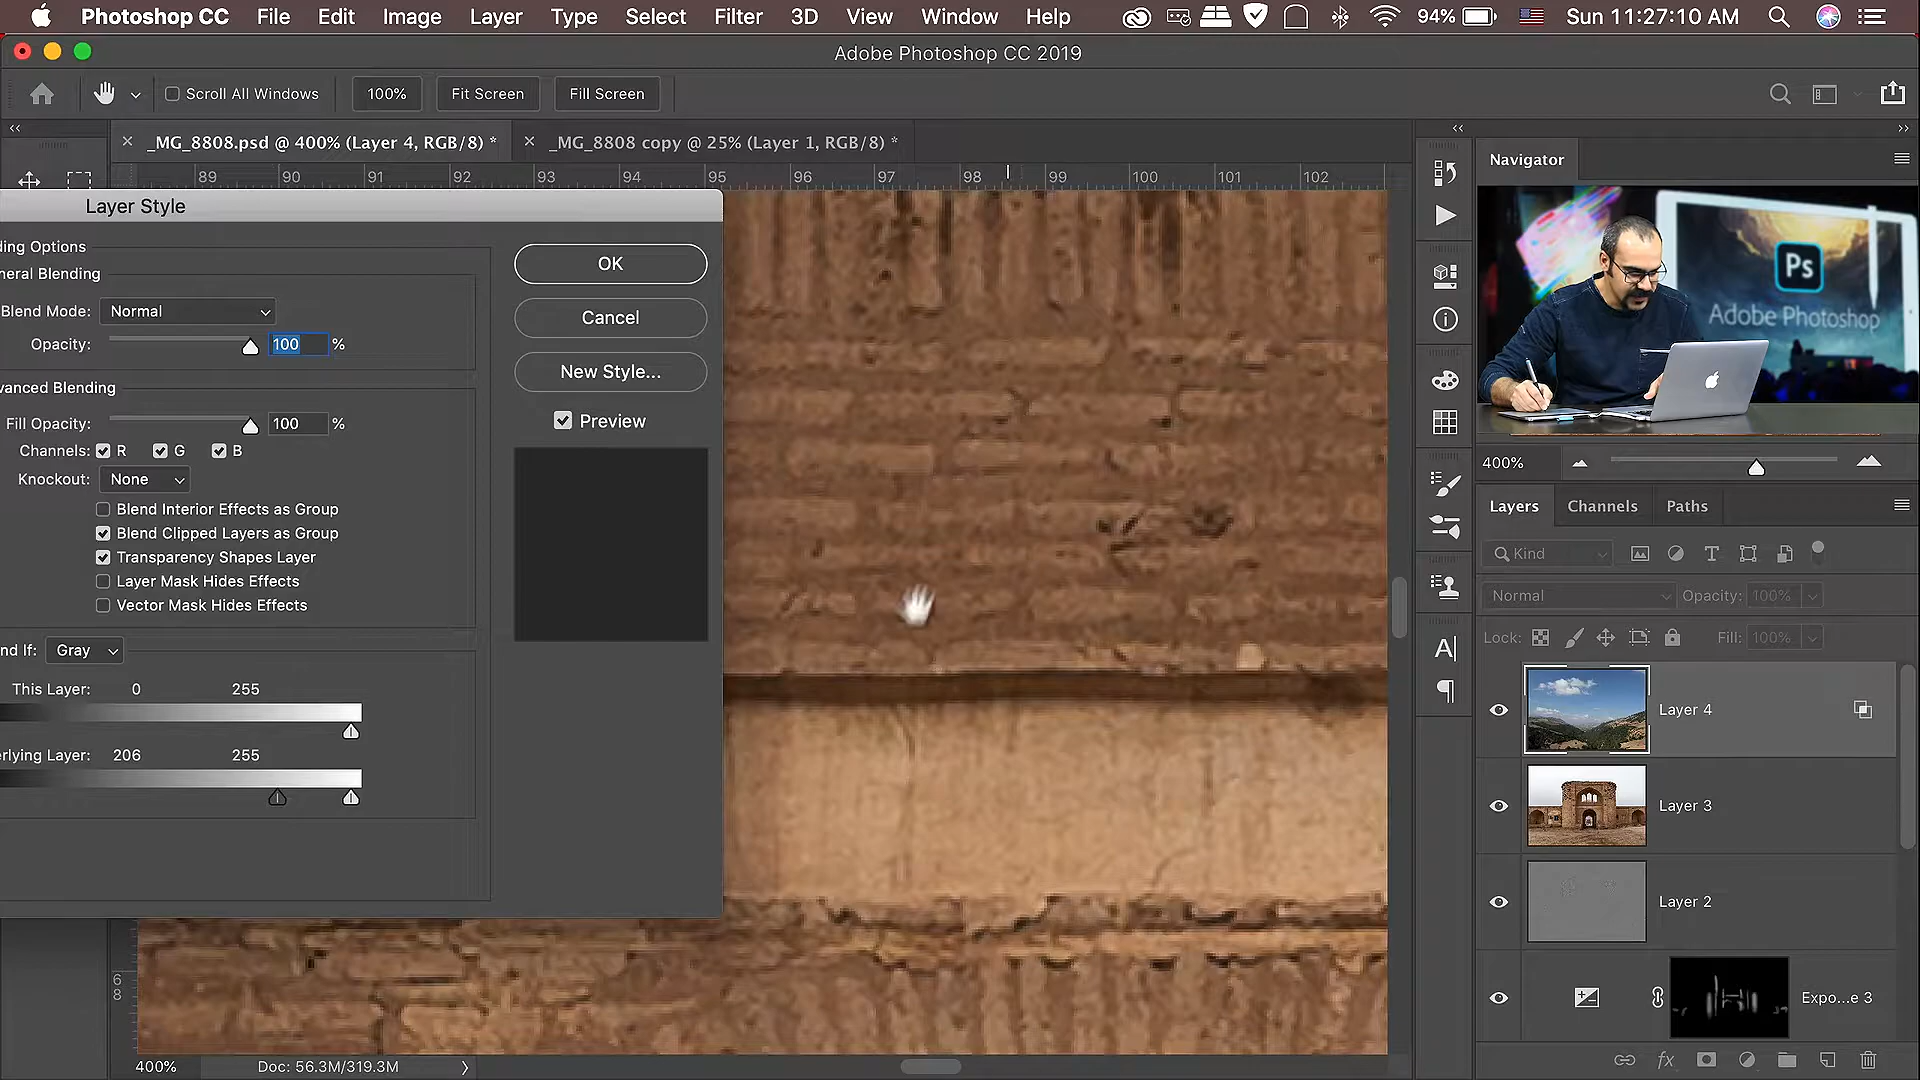 Photoshop CC File Edit Image Layer Type Select Filter 3D View Window Help 94% Sun 11:27:10 AM
Adobe Photoshop CC 2019
Scroll All Windows 100% Fit Screen Fill Screen
_MG_8808.psd @ 400% (Layer 4, RGB/8) * _MG_8808 copy @ 25% (Layer 1, RGB/8) *
89 90 91 92 93 94 95 96 97 98 99 100 101 102
Layer Style
ding Options
neral Blending
Blend Mode: Normal
Opacity: 100 %
vanced Blending
Fill Opacity: 100 %
Channels: R G B
Knockout: None
Blend Interior Effects as Group
Blend Clipped Layers as Group
Transparency Shapes Layer
Layer Mask Hides Effects
Vector Mask Hides Effects
nd If: Gray
This Layer: 0 255
erlying Layer: 206 255
OK
Cancel
New Style...
Preview
6
8
400% Doc: 56.3M/319.3M
Navigator
Ps
Adobe Photoshop
400%
Layers Channels Paths
Kind
Normal Opacity: 100%
Lock: Fill: 100%
Layer 4
Layer 3
Layer 2
Expo...e 3